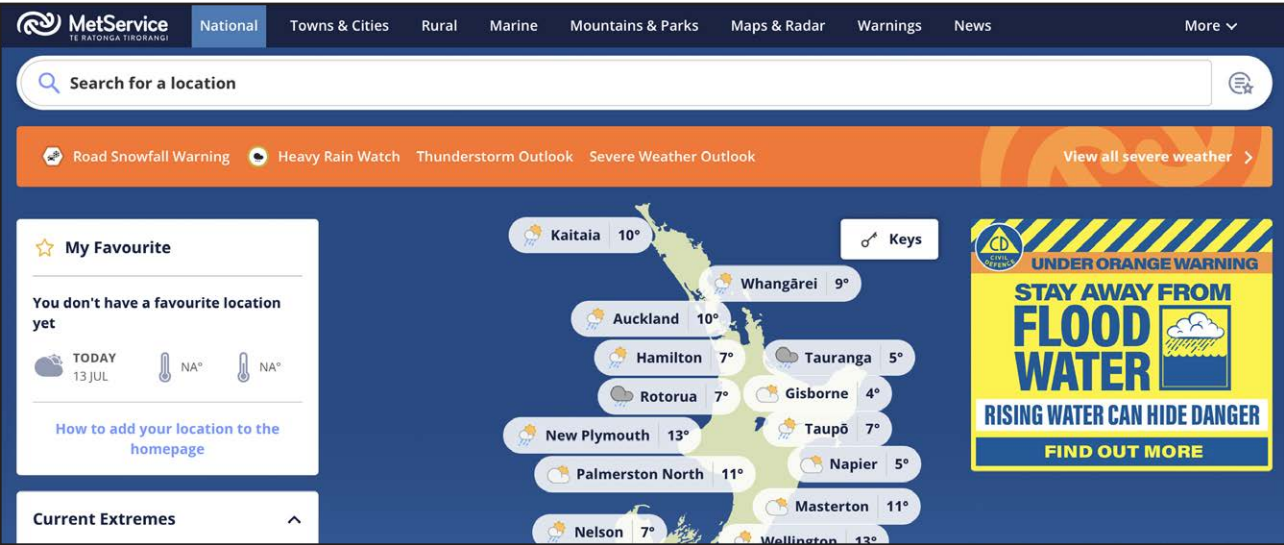 MetService
TE RATONGA TIRORANGI
National
Towns & Cities
Rural
Marine
Mountains & Parks
Maps & Radar
Warnings
News
More
Search for a location
Road Snowfall Warning
Heavy Rain Watch
Thunderstorm Outlook
Severe Weather Outlook
View all severe weather
My Favourite
You don't have a favourite location
yet
TODAY
13 JUL
NA°
NA°
How to add your location to the
homepage
Current Extremes
Kaitaia 10°
Keys
Whangārei 9°
Auckland 10°
Hamilton 7°
Tauranga 5°
Rotorua 7°
Gisborne 4°
New Plymouth 13°
Taupō 7°
Palmerston North 11°
Napier 5°
Masterton 11°
Nelson 7°
Wellington 13°
CD
CIVIL
DEFENCE
UNDER ORANGE WARNING
STAY AWAY FROM
FLOOD
WATER
RISING WATER CAN HIDE DANGER
FIND OUT MORE